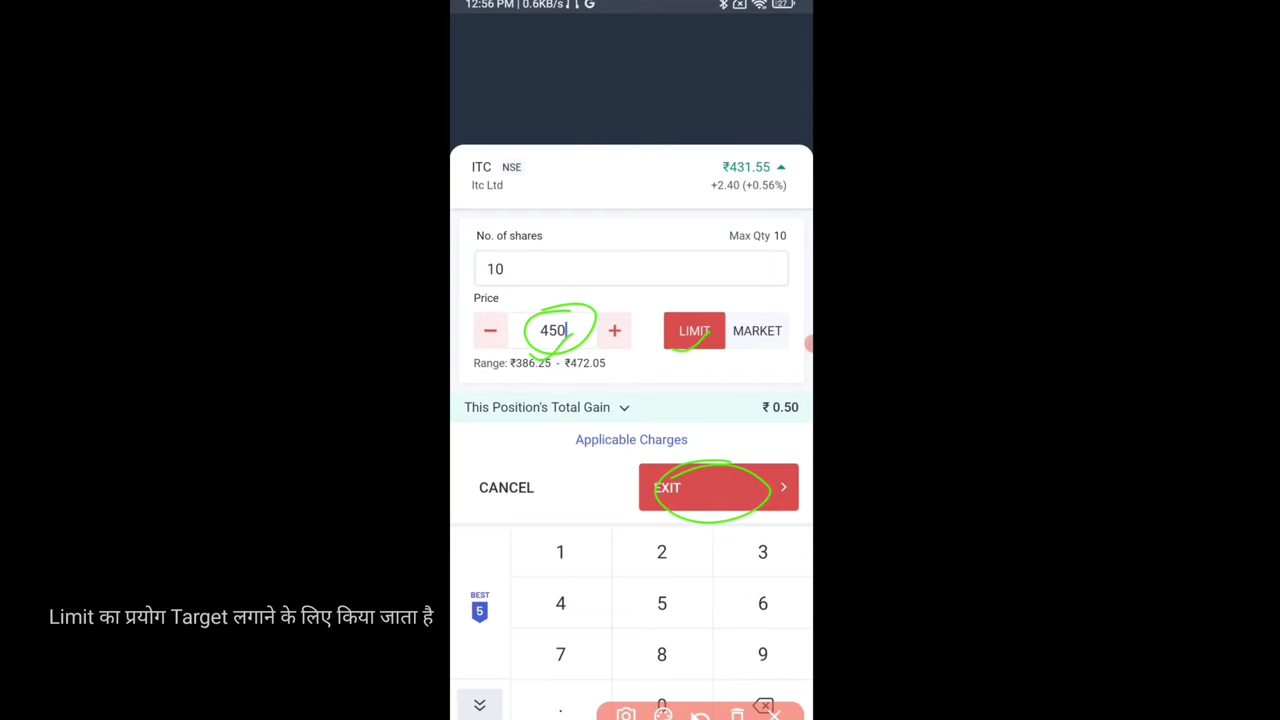 12:56 PM | 0.6KB/s
27
ITC NSE ₹431.55
Itc Ltd +2.40 (+0.56%)
No. of shares Max Qty 10
10
Price
− 450 + LIMIT MARKET
Range: ₹386.25 - ₹472.05
This Position's Total Gain ₹ 0.50
Applicable Charges
CANCEL EXIT
1 2 3
BEST
5
4 5 6
Limit का प्रयोग Target लगाने के लिए किया जाता है
7 8 9
. 0